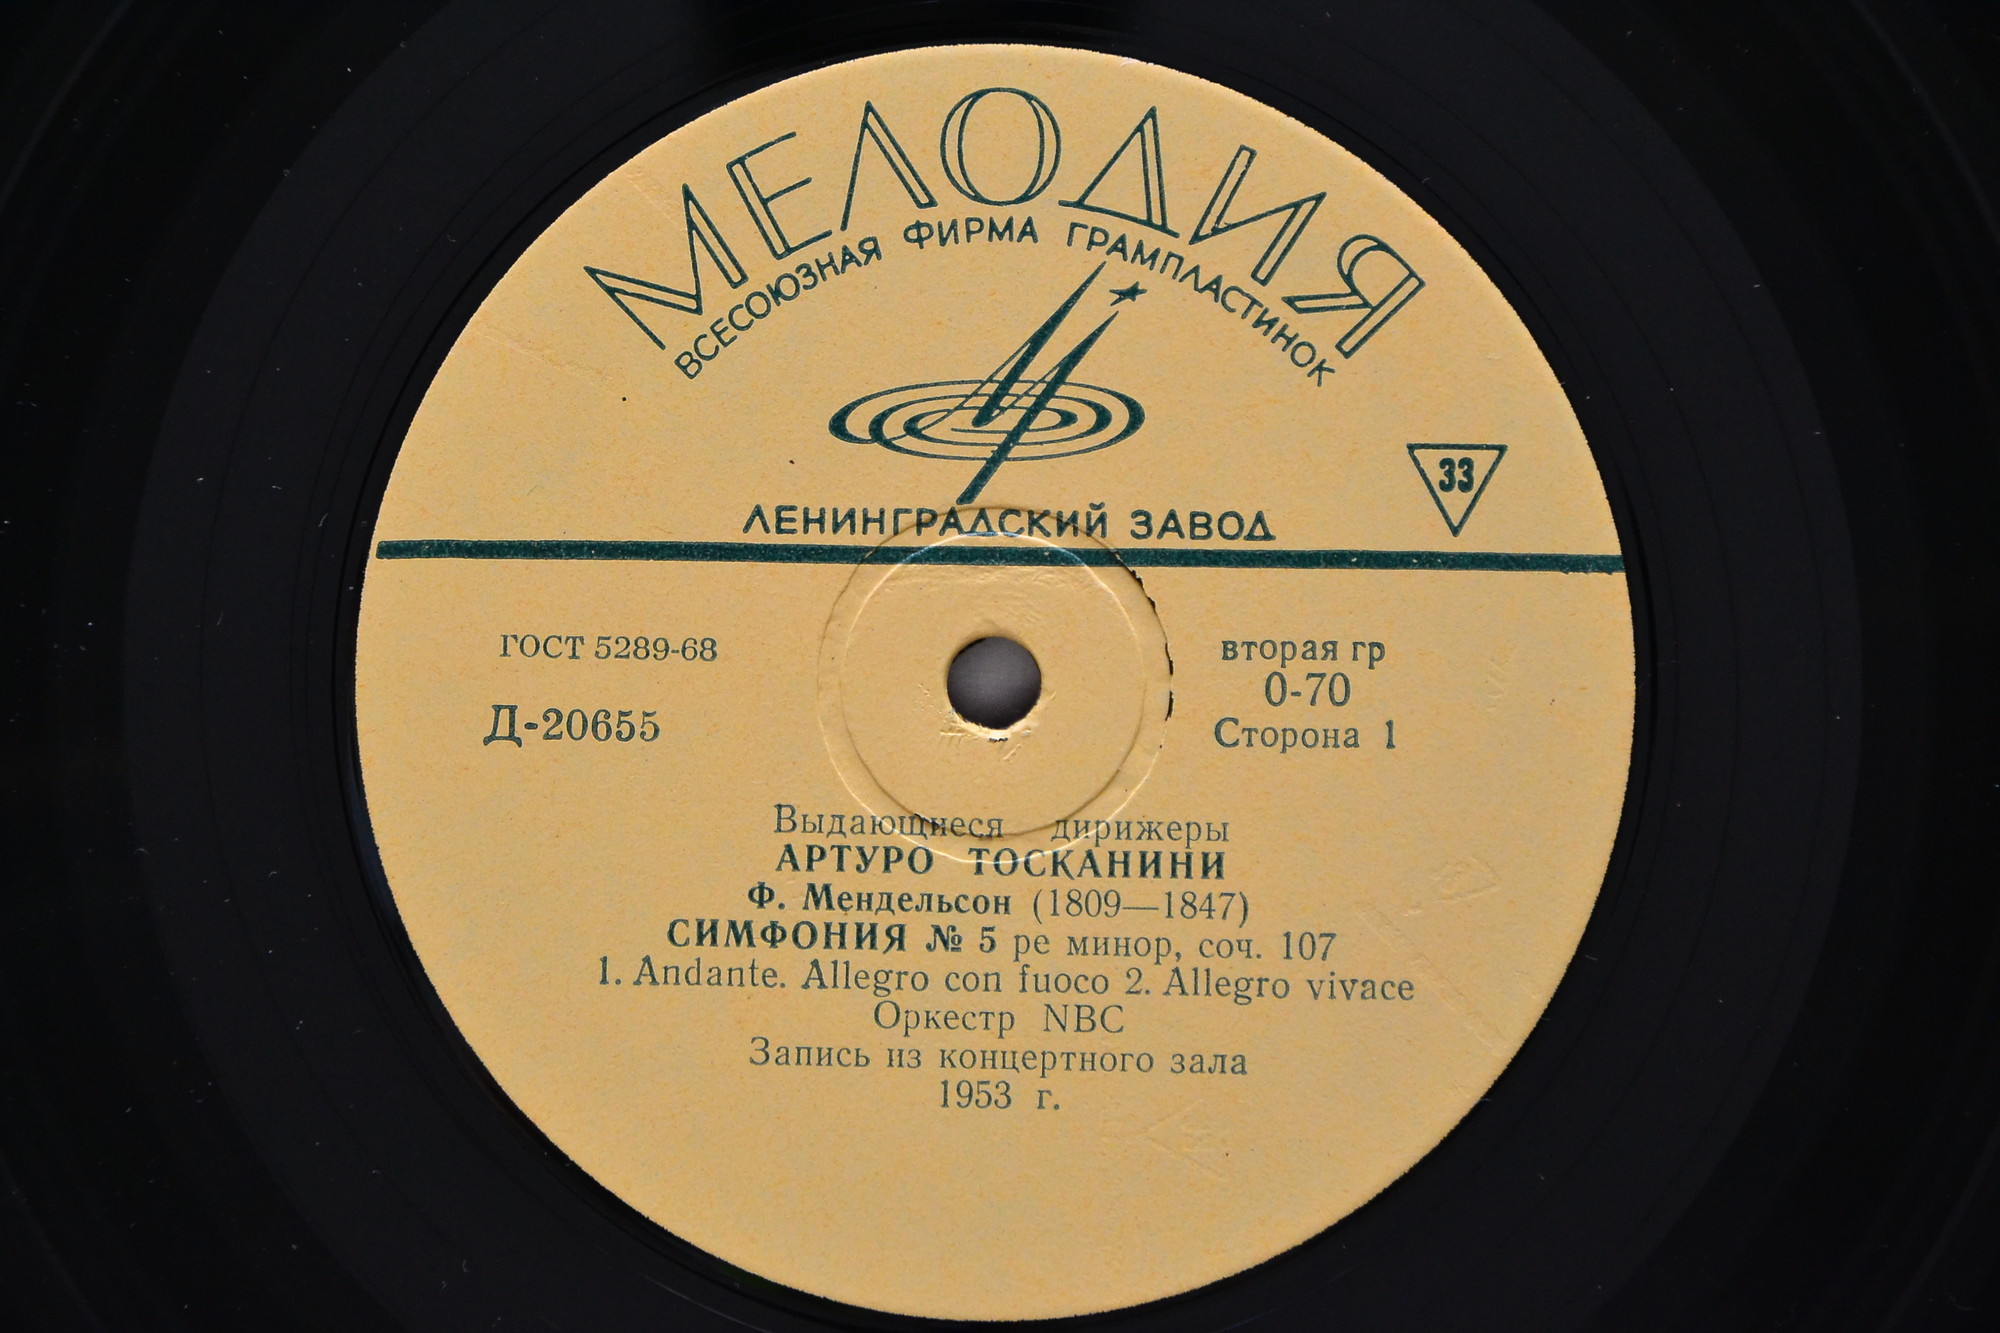 МЕЛОДИЯ
ВСЕСОЮЗНАЯ ФИРМА ГРАМПЛАСТИНОК
33
ЛЕНИНГРАДСКИЙ ЗАВОД
ГОСТ 5289-68
Д-20655
вторая гр
0-70
Сторона 1
Выдающиеся дирижеры
АРТУРО ТОСКАНИНИ
Ф. Мендельсон (1809—1847)
СИМФОНИЯ № 5 ре минор, соч. 107
1. Andante. Allegro con fuoco 2. Allegro vivace
Оркестр NBC
Запись из концертного зала
1953 г.